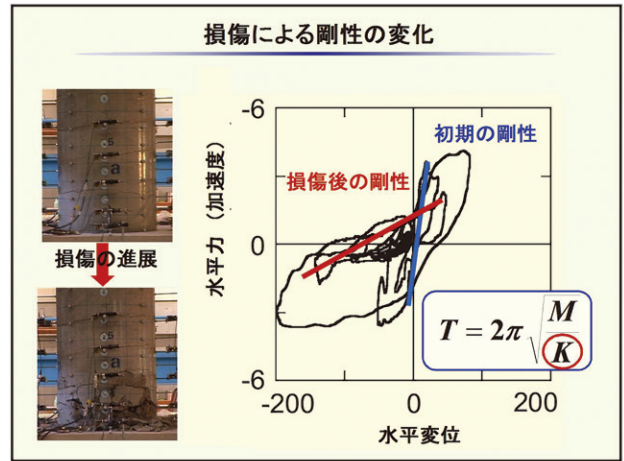 損傷による剛性の変化
損傷の進展
水平力（加速度）
-6
0
-6
初期の剛性
損傷後の剛性
T = 2π√(M/K)
-200
0
200
水平変位